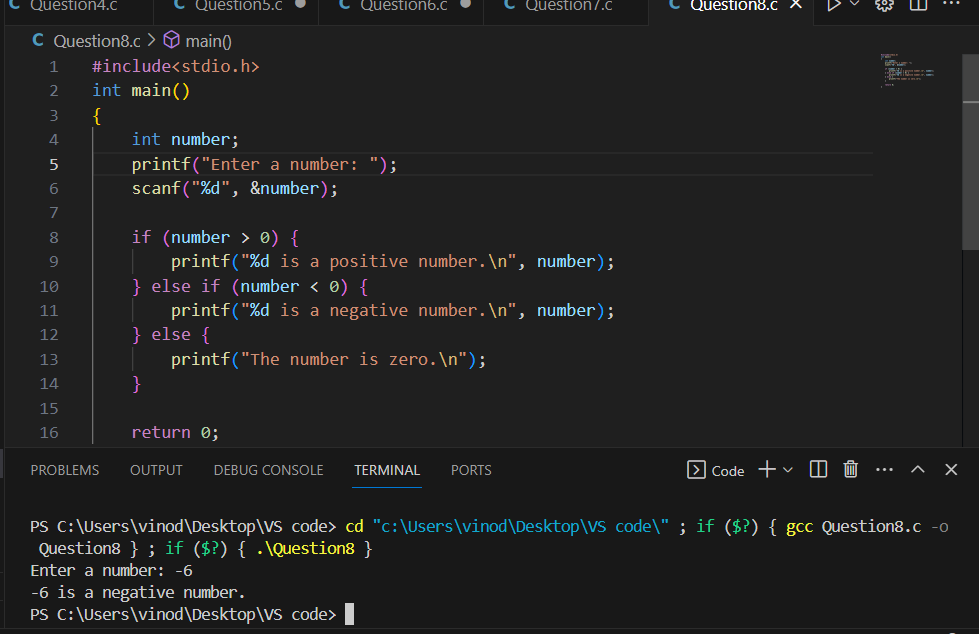 C Question4.c C Question5.c C Question6.c C Question7.c C Question8.c
C Question8.c > main()
1 #include<stdio.h>
2 int main()
3 {
4     int number;
5     printf("Enter a number: ");
6     scanf("%d", &number);
7
8     if (number > 0) {
9         printf("%d is a positive number.\n", number);
10     } else if (number < 0) {
11         printf("%d is a negative number.\n", number);
12     } else {
13         printf("The number is zero.\n");
14     }
15
16     return 0;
PROBLEMS OUTPUT DEBUG CONSOLE TERMINAL PORTS Code
PS C:\Users\vinod\Desktop\VS code> cd "c:\Users\vinod\Desktop\VS code\" ; if ($?) { gcc Question8.c -o
Question8 } ; if ($?) { .\Question8 }
Enter a number: -6
-6 is a negative number.
PS C:\Users\vinod\Desktop\VS code>